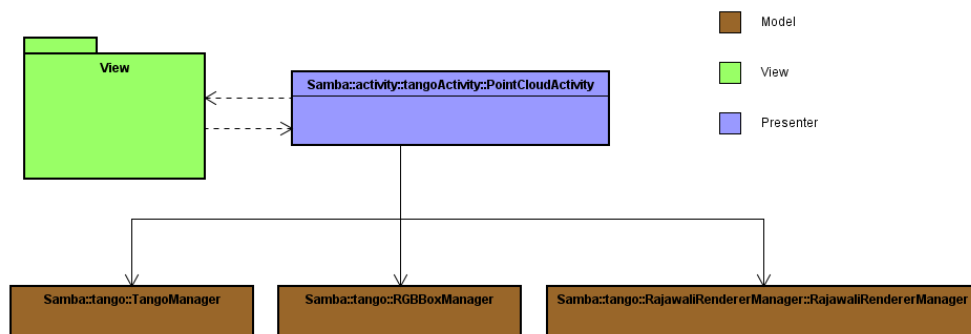 Model
View
Samba::activity::tangoActivity::PointCloudActivity
View
Presenter
Samba::tango::TangoManager
Samba::tango::RGBBoxManager
Samba::tango::RajawaliRendererManager::RajawaliRendererManager